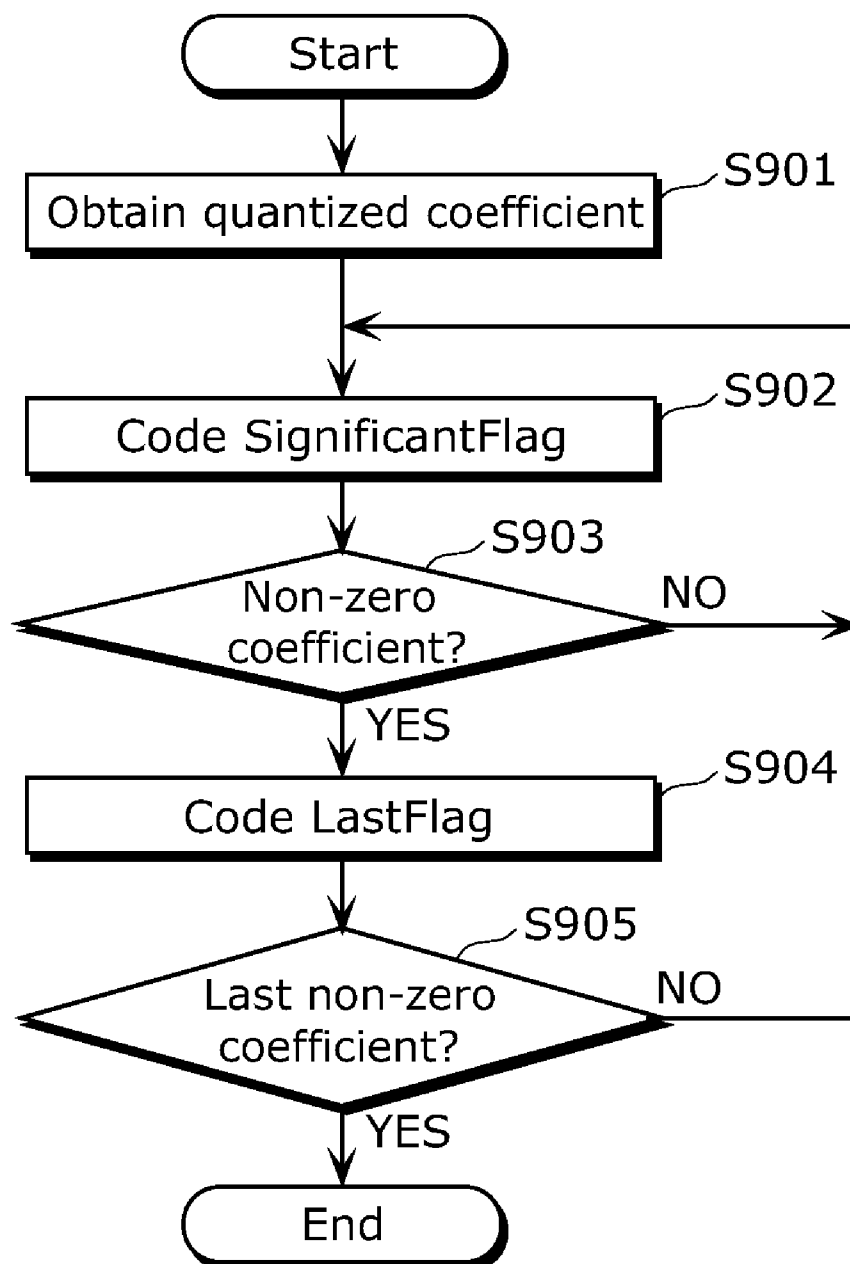 Start
S901
Obtain quantized coefficient
S902
Code SignificantFlag
S903
Non-zero
coefficient?
NO
YES
S904
Code LastFlag
S905
Last non-zero
coefficient?
NO
YES
End